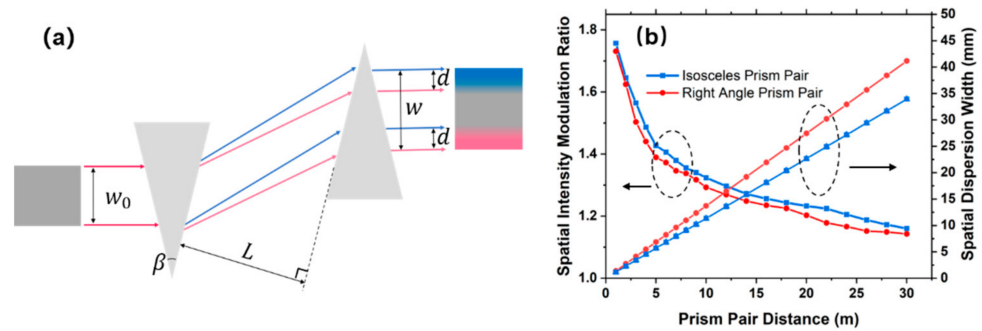 (a)
w₀
β
L
w
d
d
(b)
Spatial Intensity Modulation Ratio
1.8
1.6
1.4
1.2
1.0
Isosceles Prism Pair
Right Angle Prism Pair
50
45
40
35
30
25
20
15
10
5
0
Spatial Dispersion Width (mm)
0 5 10 15 20 25 30
Prism Pair Distance (m)